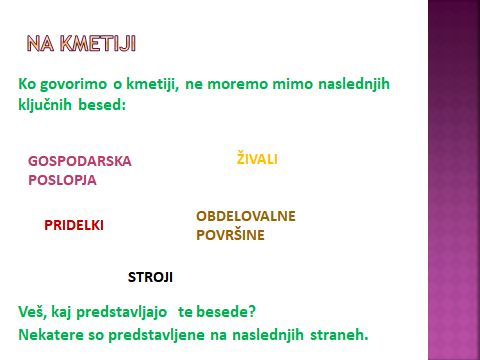 NA KMETIJI
Ko govorimo o kmetiji, ne moremo mimo naslednjih
ključnih besed:
GOSPODARSKA
POSLOPJA
ŽIVALI
PRIDELKI
OBDELOVALNE
POVRŠINE
STROJI
Veš, kaj predstavljajo te besede?
Nekatere so predstavljene na naslednjih straneh.